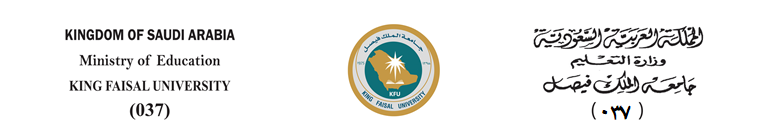 KINGDOM OF SAUDI ARABIA
Ministry of Education
KING FAISAL UNIVERSITY
(037)
جامعة الملك فيصل
KFU
KING FAISAL UNIVERSITY
المملكة العربية السعودية
وزارة التعليم
جامعة الملك فيصل
(٠٣٧)